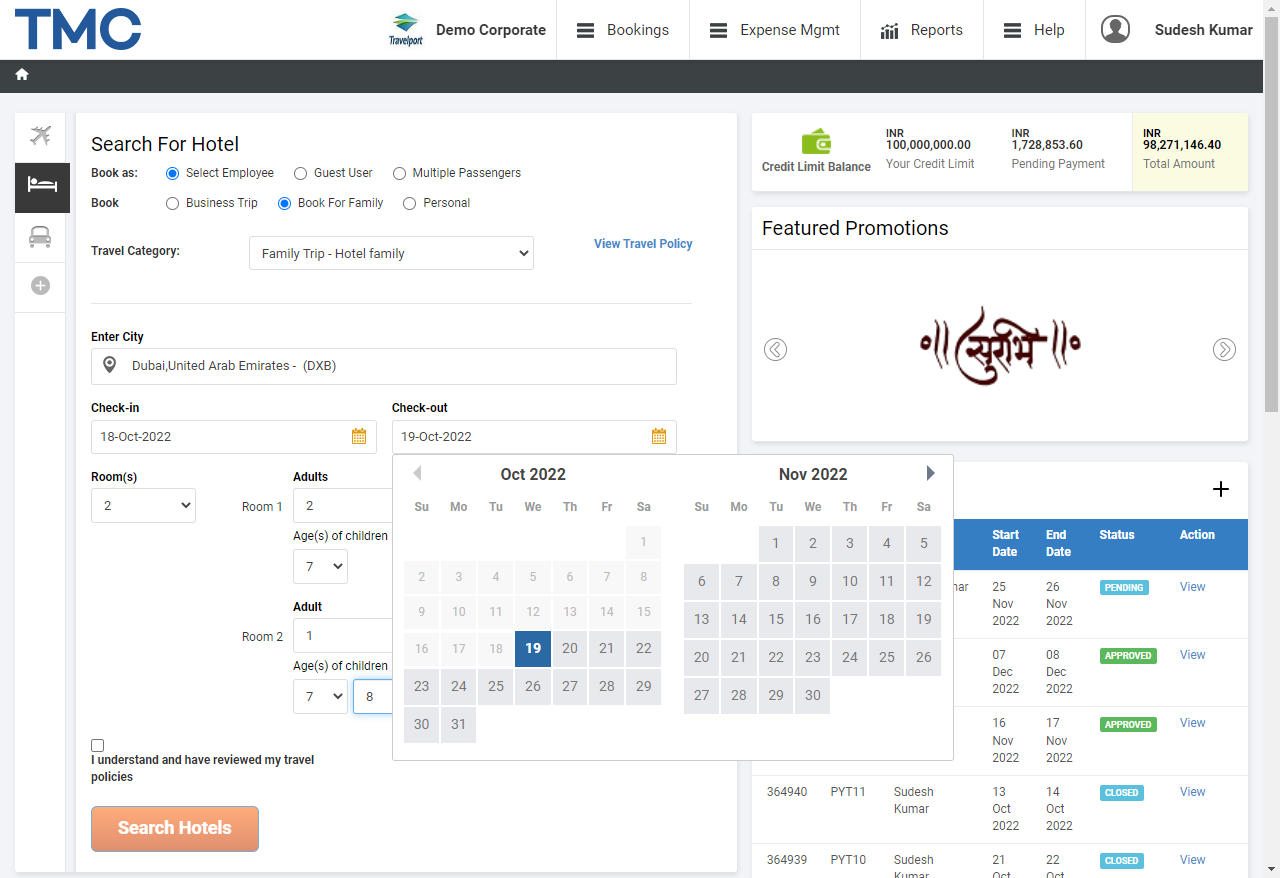 TMC
Travelport
Demo Corporate
Bookings
Expense Mgmt
Reports
Help
Sudesh Kumar
Search For Hotel
Book as:
Select Employee
Guest User
Multiple Passengers
Book
Business Trip
Book For Family
Personal
Travel Category:
Family Trip - Hotel family
View Travel Policy
Enter City
Dubai,United Arab Emirates - (DXB)
Check-in
Check-out
18-Oct-2022
19-Oct-2022
Room(s)
2
Adults
Room 1
2
Age(s) of children
7
Adult
Room 2
1
Age(s) of children
7
8
I understand and have reviewed my travel
policies
Search Hotels
Oct 2022
Su Mo Tu We Th Fr Sa
1
2 3 4 5 6 7 8
9 10 11 12 13 14 15
16 17 18 19 20 21 22
23 24 25 26 27 28 29
30 31
Nov 2022
Su Mo Tu We Th Fr Sa
1 2 3 4 5
6 7 8 9 10 11 12
13 14 15 16 17 18 19
20 21 22 23 24 25 26
27 28 29 30
Credit Limit Balance
INR
100,000,000.00
Your Credit Limit
INR
1,728,853.60
Pending Payment
INR
98,271,146.40
Total Amount
Featured Promotions
॥सुरभि॥
Start
Date
End
Date
Status
Action
25
Nov
2022
26
Nov
2022
PENDING
View
07
Dec
2022
08
Dec
2022
APPROVED
View
16
Nov
2022
17
Nov
2022
APPROVED
View
364940
PYT11
Sudesh
Kumar
13
Oct
2022
14
Oct
2022
CLOSED
View
364939
PYT10
Sudesh
Kumar
21
Oct
22
Oct
CLOSED
View